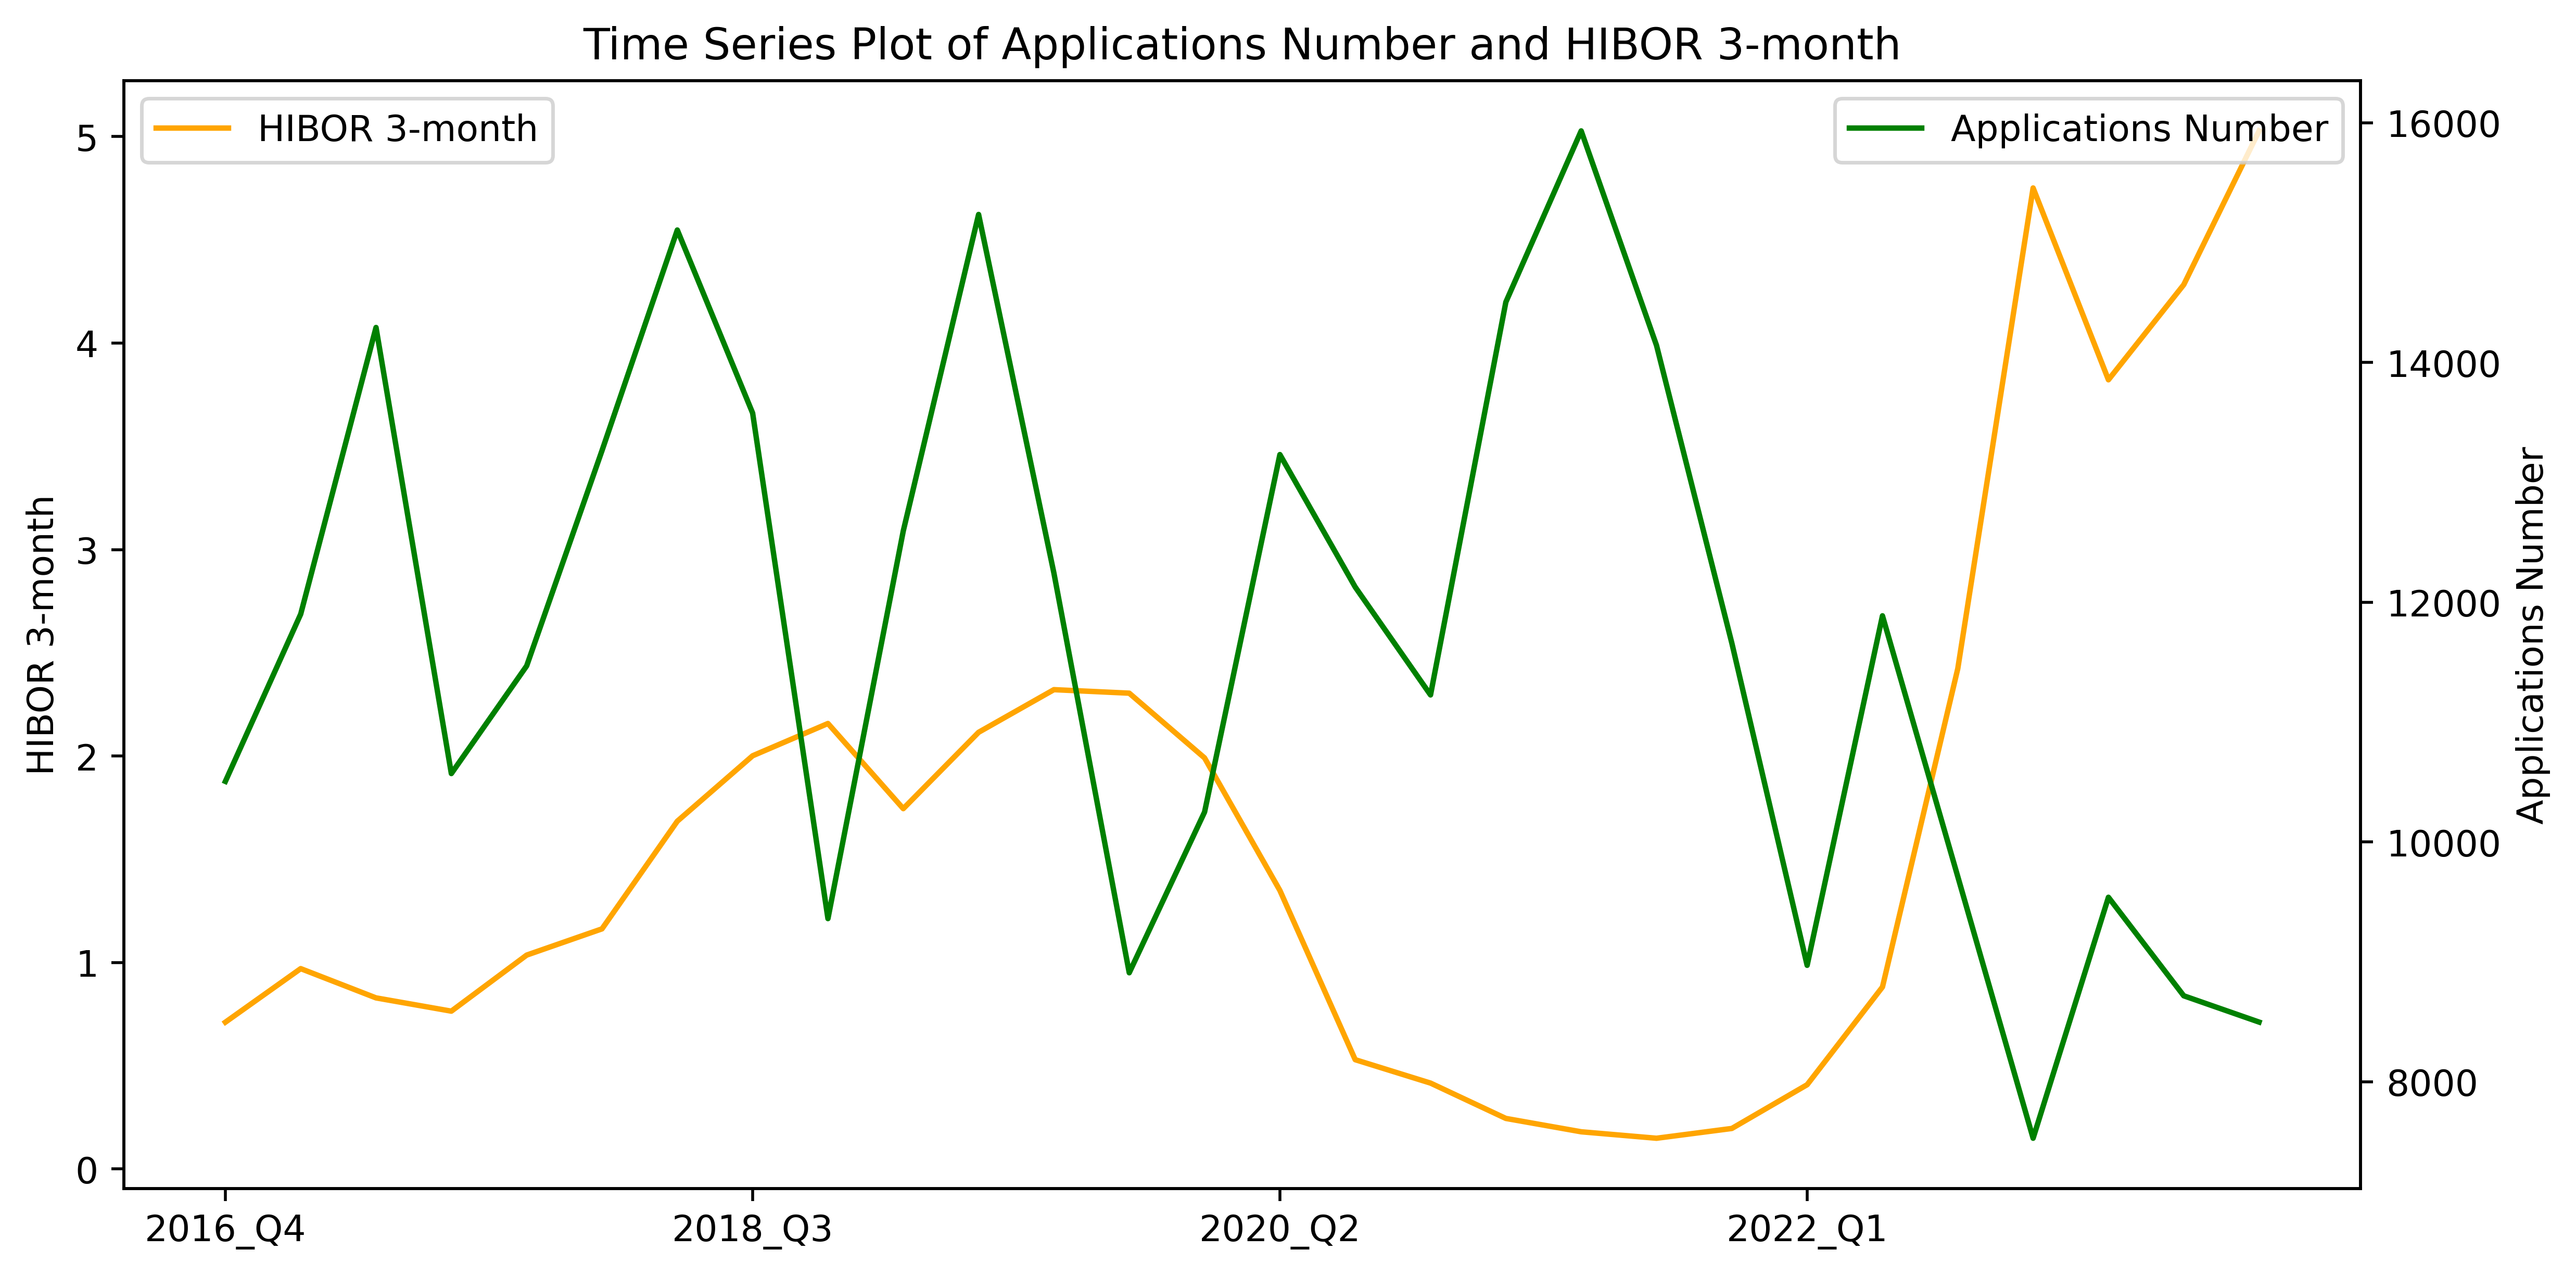 Time Series Plot of Applications Number and HIBOR 3-month
HIBOR 3-month
Applications Number
5
4
3
2
1
0
HIBOR 3-month
16000
14000
12000
10000
8000
Applications Number
2016_Q4
2018_Q3
2020_Q2
2022_Q1